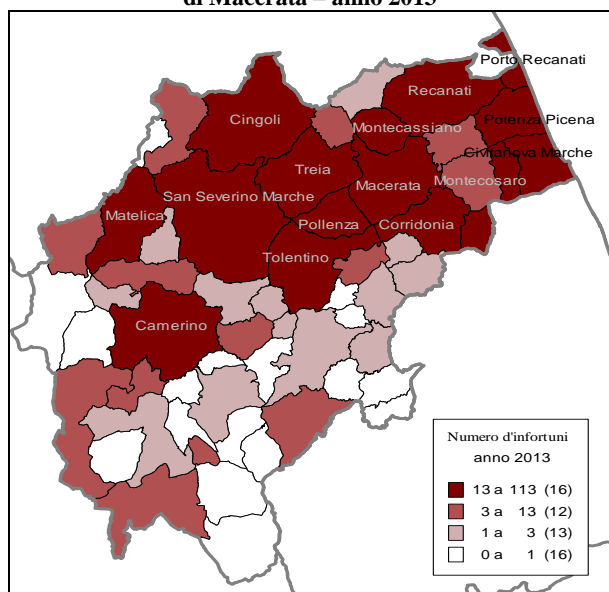 di Macerata – anno 2013
Porto Recanati
Recanati
Cingoli
Potenza Picena
Montecassiano
Civitanova Marche
Treia
Macerata
Montecosaro
San Severino Marche
Matelica
Pollenza
Corridonia
Tolentino
Camerino
Numero d'infortuni
anno 2013
13 a 113 (16)
3 a 13 (12)
1 a 3 (13)
0 a 1 (16)